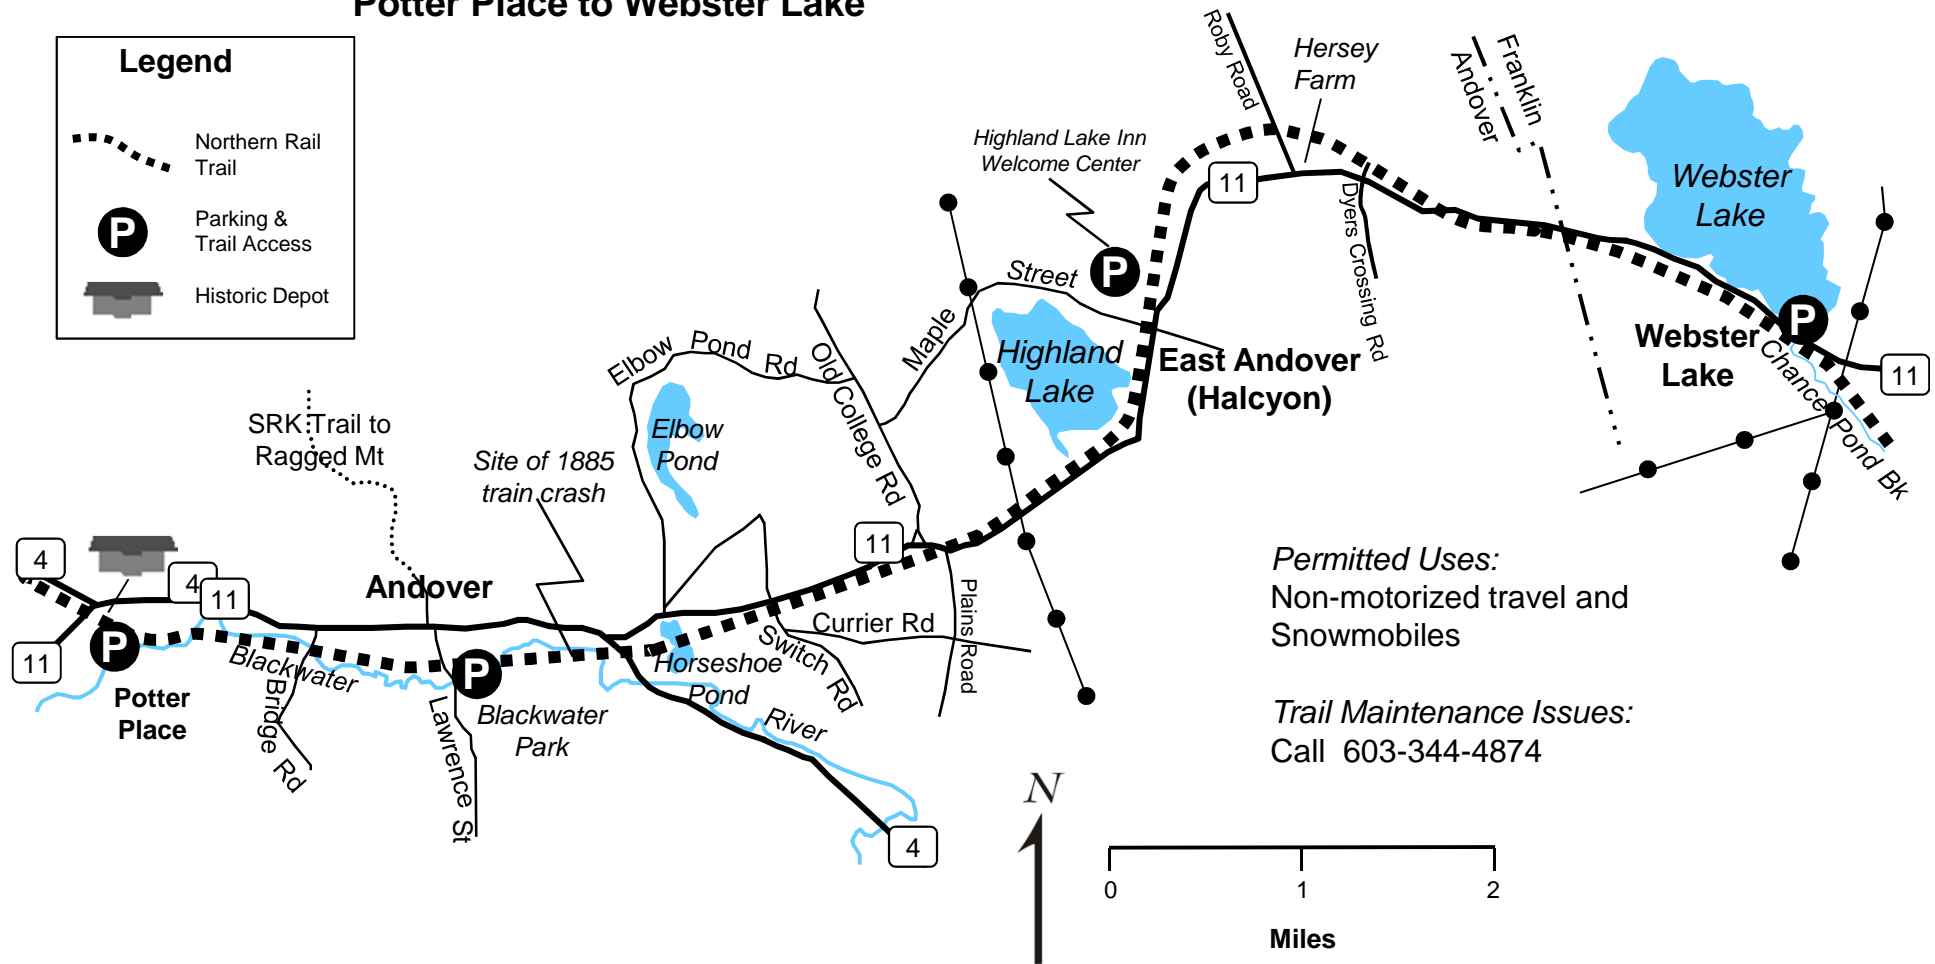 Potter Place to Webster Lake
Legend
Northern Rail
Trail
P
Parking &
Trail Access
Historic Depot
Roby Road
Hersey
Farm
Franklin
Andover
Highland Lake Inn
Welcome Center
P
11
Dyers Crossing Rd
Webster
Lake
P
Webster
Lake
11
Chance Pond Bk
Maple Street
Highland
Lake
East Andover
(Halcyon)
Elbow Pond Rd
Old College Rd
Elbow
Pond
SRK Trail to
Ragged Mt
Site of 1885
train crash
11
4
4
11
11
P
Potter
Place
Andover
Blackwater
Bridge Rd
Lawrence St
P
Blackwater
Park
Horseshoe
Pond
River
Switch Rd
Currier Rd
Plains Road
4
Permitted Uses:
Non-motorized travel and
Snowmobiles
Trail Maintenance Issues:
Call 603-344-4874
N
0 1 2
Miles